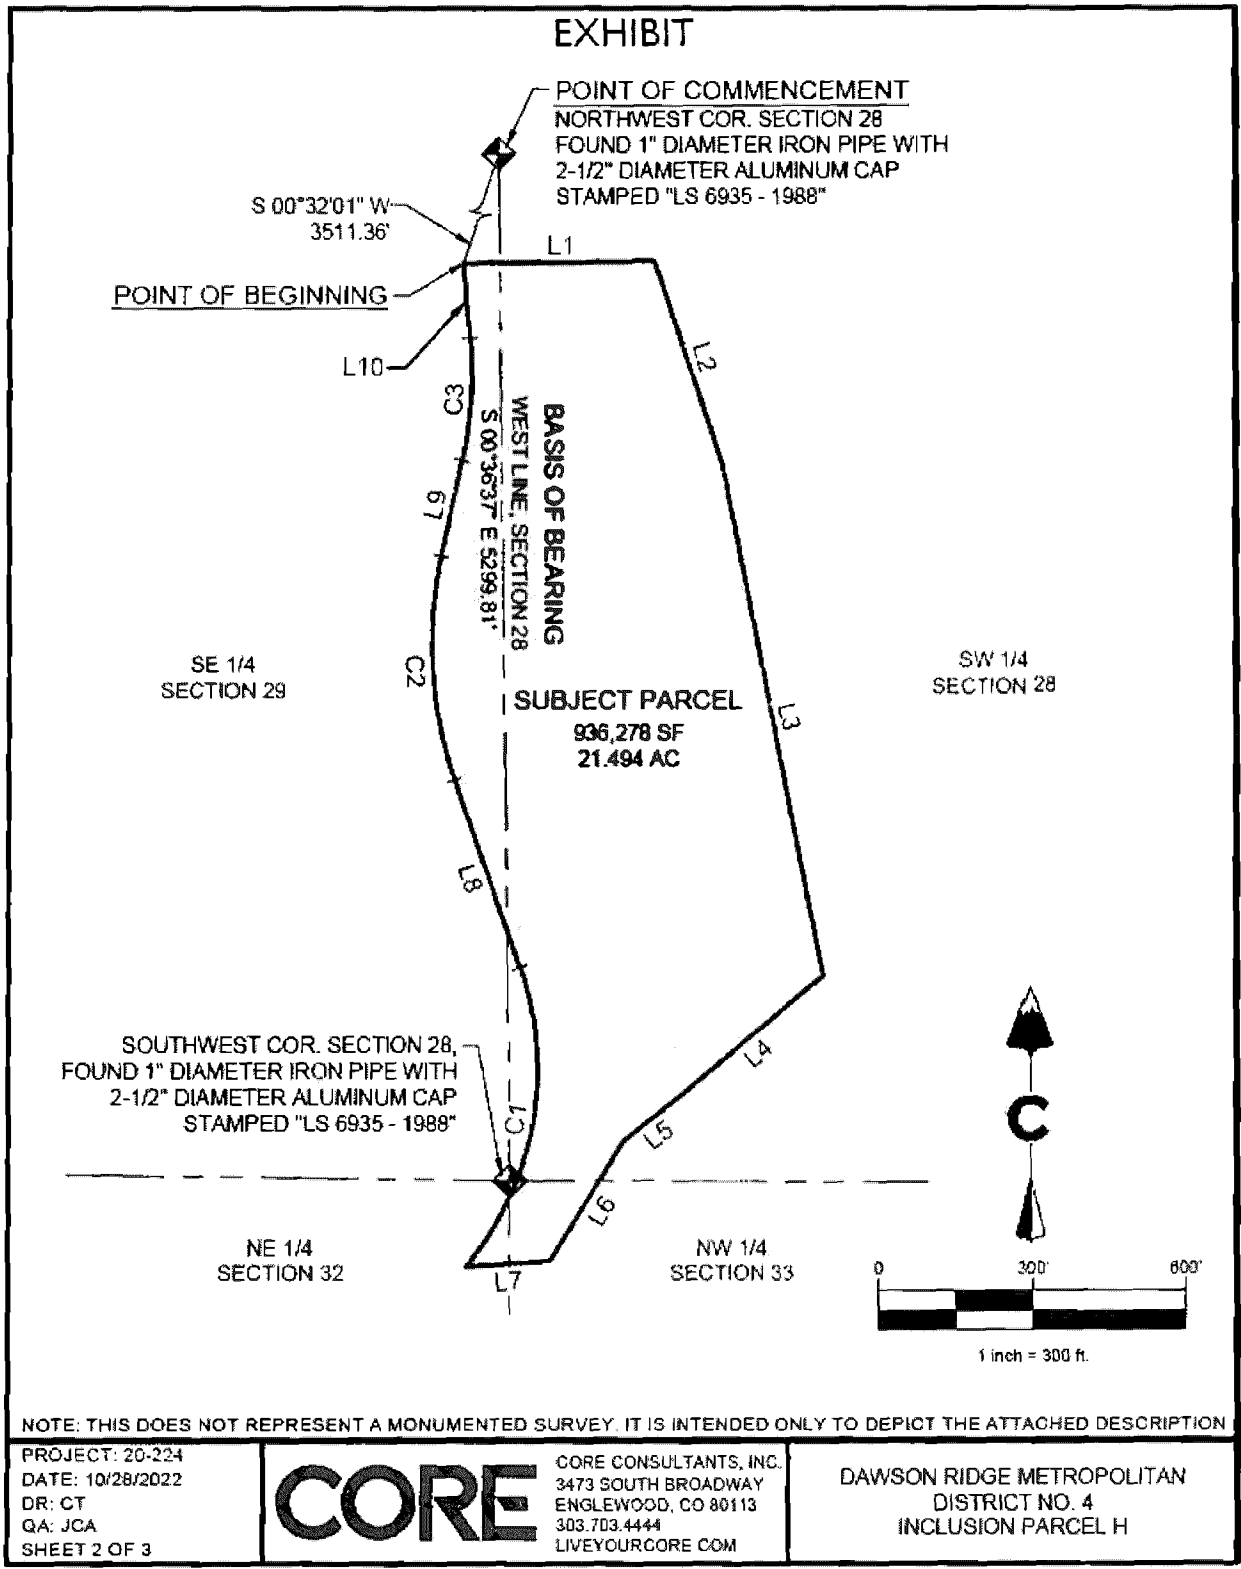 EXHIBIT
POINT OF COMMENCEMENT
NORTHWEST COR. SECTION 28
FOUND 1" DIAMETER IRON PIPE WITH
2-1/2" DIAMETER ALUMINUM CAP
STAMPED "LS 6935 - 1988"
S 00°32'01" W
3511.36'
L1
POINT OF BEGINNING
L10
L2
C3
L9
BASIS OF BEARING
WEST LINE, SECTION 28
S 00°36'37" E 5299.81'
C2
SE 1/4
SECTION 29
SW 1/4
SECTION 28
SUBJECT PARCEL
936,278 SF
21.494 AC
L3
L8
SOUTHWEST COR. SECTION 28,
FOUND 1" DIAMETER IRON PIPE WITH
2-1/2" DIAMETER ALUMINUM CAP
STAMPED "LS 6935 - 1988"
C1
L4
L5
L6
L7
C
NE 1/4
SECTION 32
NW 1/4
SECTION 33
0 300' 600'
1 inch = 300 ft.
NOTE: THIS DOES NOT REPRESENT A MONUMENTED SURVEY. IT IS INTENDED ONLY TO DEPICT THE ATTACHED DESCRIPTION
PROJECT: 20-224
DATE: 10/28/2022
DR: CT
QA: JCA
SHEET 2 OF 3
CORE
CORE CONSULTANTS, INC.
3473 SOUTH BROADWAY
ENGLEWOOD, CO 80113
303.703.4444
LIVEYOURCORE.COM
DAWSON RIDGE METROPOLITAN
DISTRICT NO. 4
INCLUSION PARCEL H